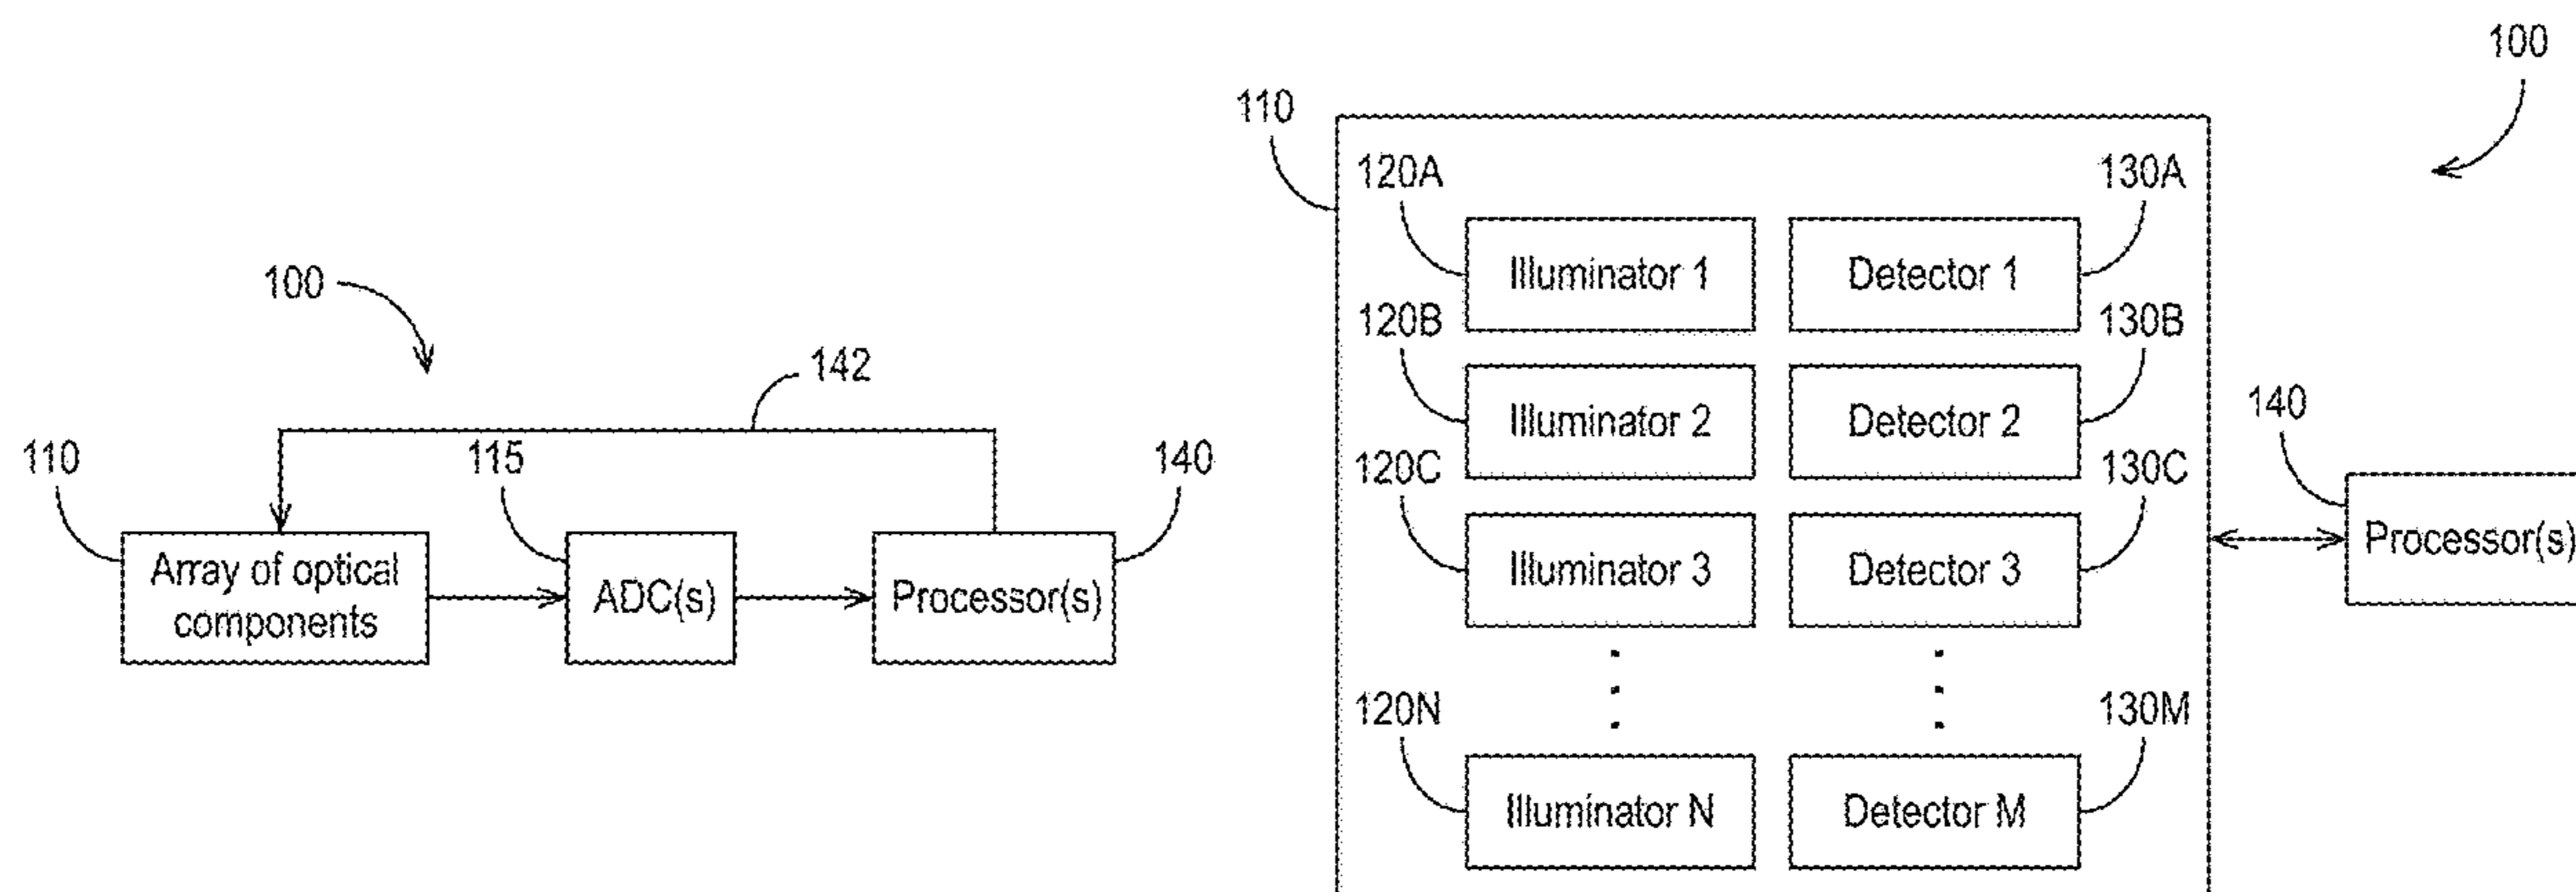 100
142
110
115
140
Array of optical
components
ADC(s)
Processor(s)
100
110
120A
130A
Illuminator 1
Detector 1
120B
130B
Illuminator 2
Detector 2
120C
130C
Illuminator 3
Detector 3
120N
130M
Illuminator N
Detector M
140
Processor(s)